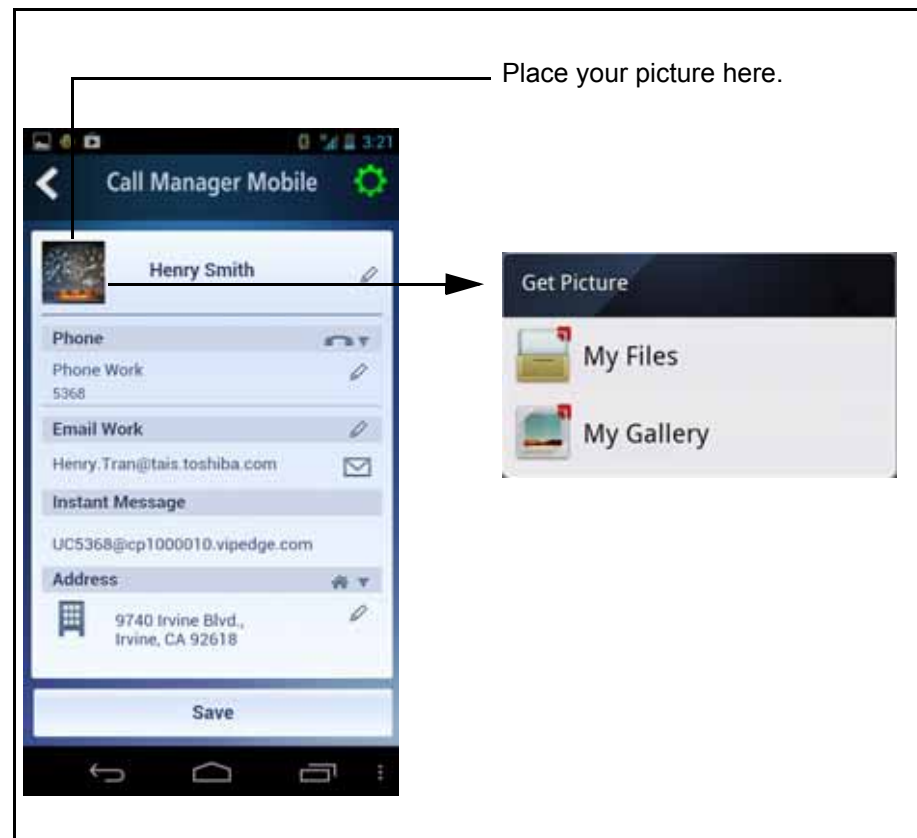 Place your picture here.
3:21
Call Manager Mobile
Henry Smith
Phone
Phone Work
5368
Email Work
Henry.Tran@tais.toshiba.com
Instant Message
UC5368@cp1000010.vipedge.com
Address
9740 Irvine Blvd.,
Irvine, CA 92618
Save
Get Picture
My Files
My Gallery